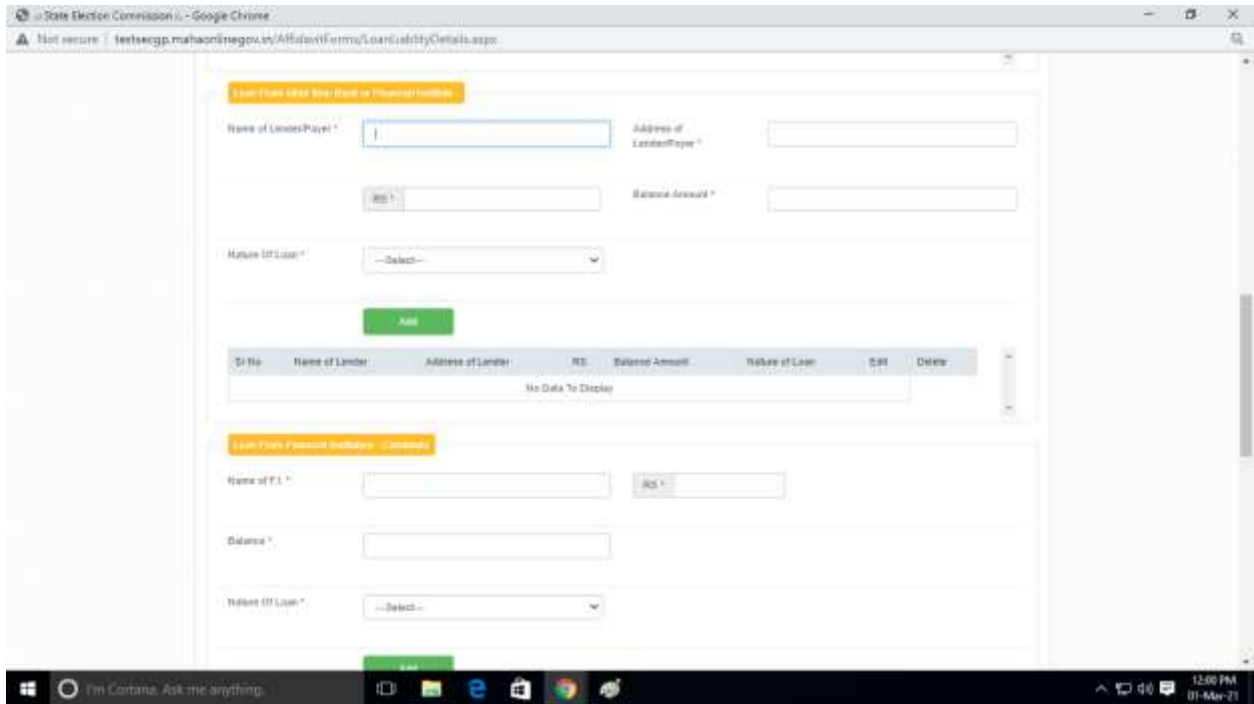 :: State Election Commission :: - Google Chrome
Not secure | testsecgp.mahaonlinegov.in/AffidavitForms/LoanLiabilityDetails.aspx
Loan From other than Bank or Financial Institute
Name of Lender/Payer * Address of
Lender/Payer *
RS * Balance Amount *
Nature Of Loan * ---Select---
Add
Sr No Name of Lender Address of Lender RS Balance Amount Nature of Loan Edit Delete
No Data To Display
Loan From Financial Institution - Candidate
Name of F.I. * RS *
Balance *
Nature Of Loan * ---Select---
Add
I'm Cortana. Ask me anything. 12:00 PM
01-Mar-21